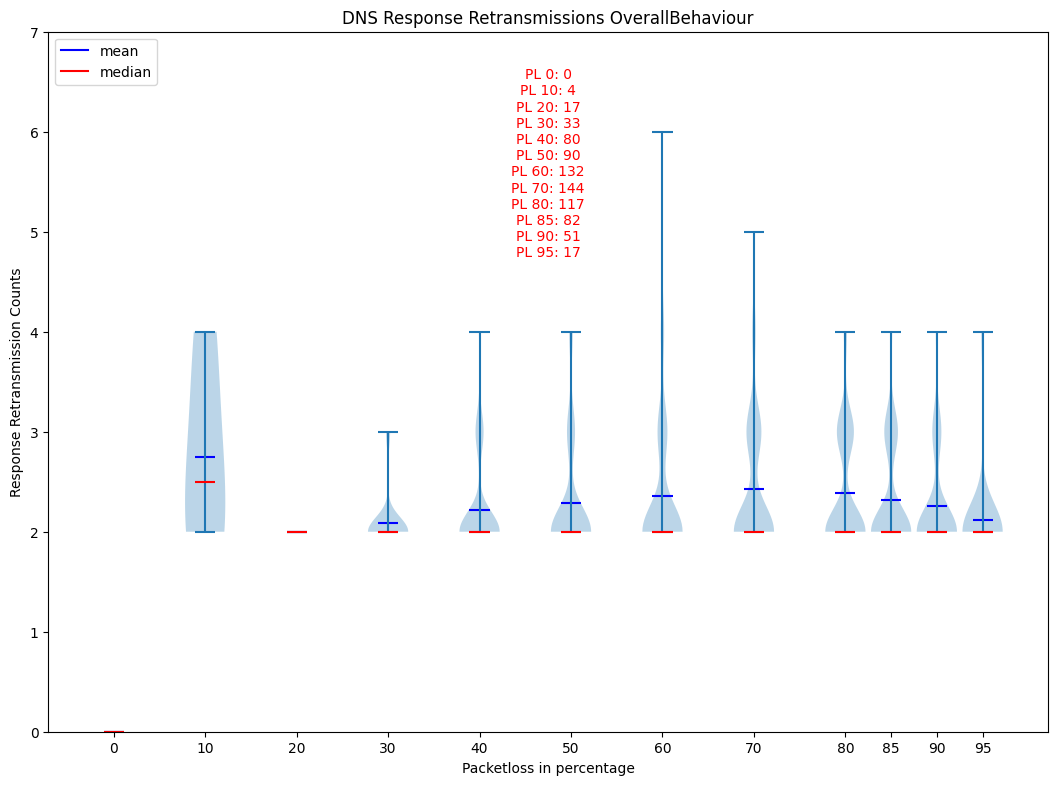 DNS Response Retransmissions OverallBehaviour
7
6
5
4
3
2
1
0
Response Retransmission Counts
mean
median
PL 0: 0
PL 10: 4
PL 20: 17
PL 30: 33
PL 40: 80
PL 50: 90
PL 60: 132
PL 70: 144
PL 80: 117
PL 85: 82
PL 90: 51
PL 95: 17
0 10 20 30 40 50 60 70 80 85 90 95
Packetloss in percentage